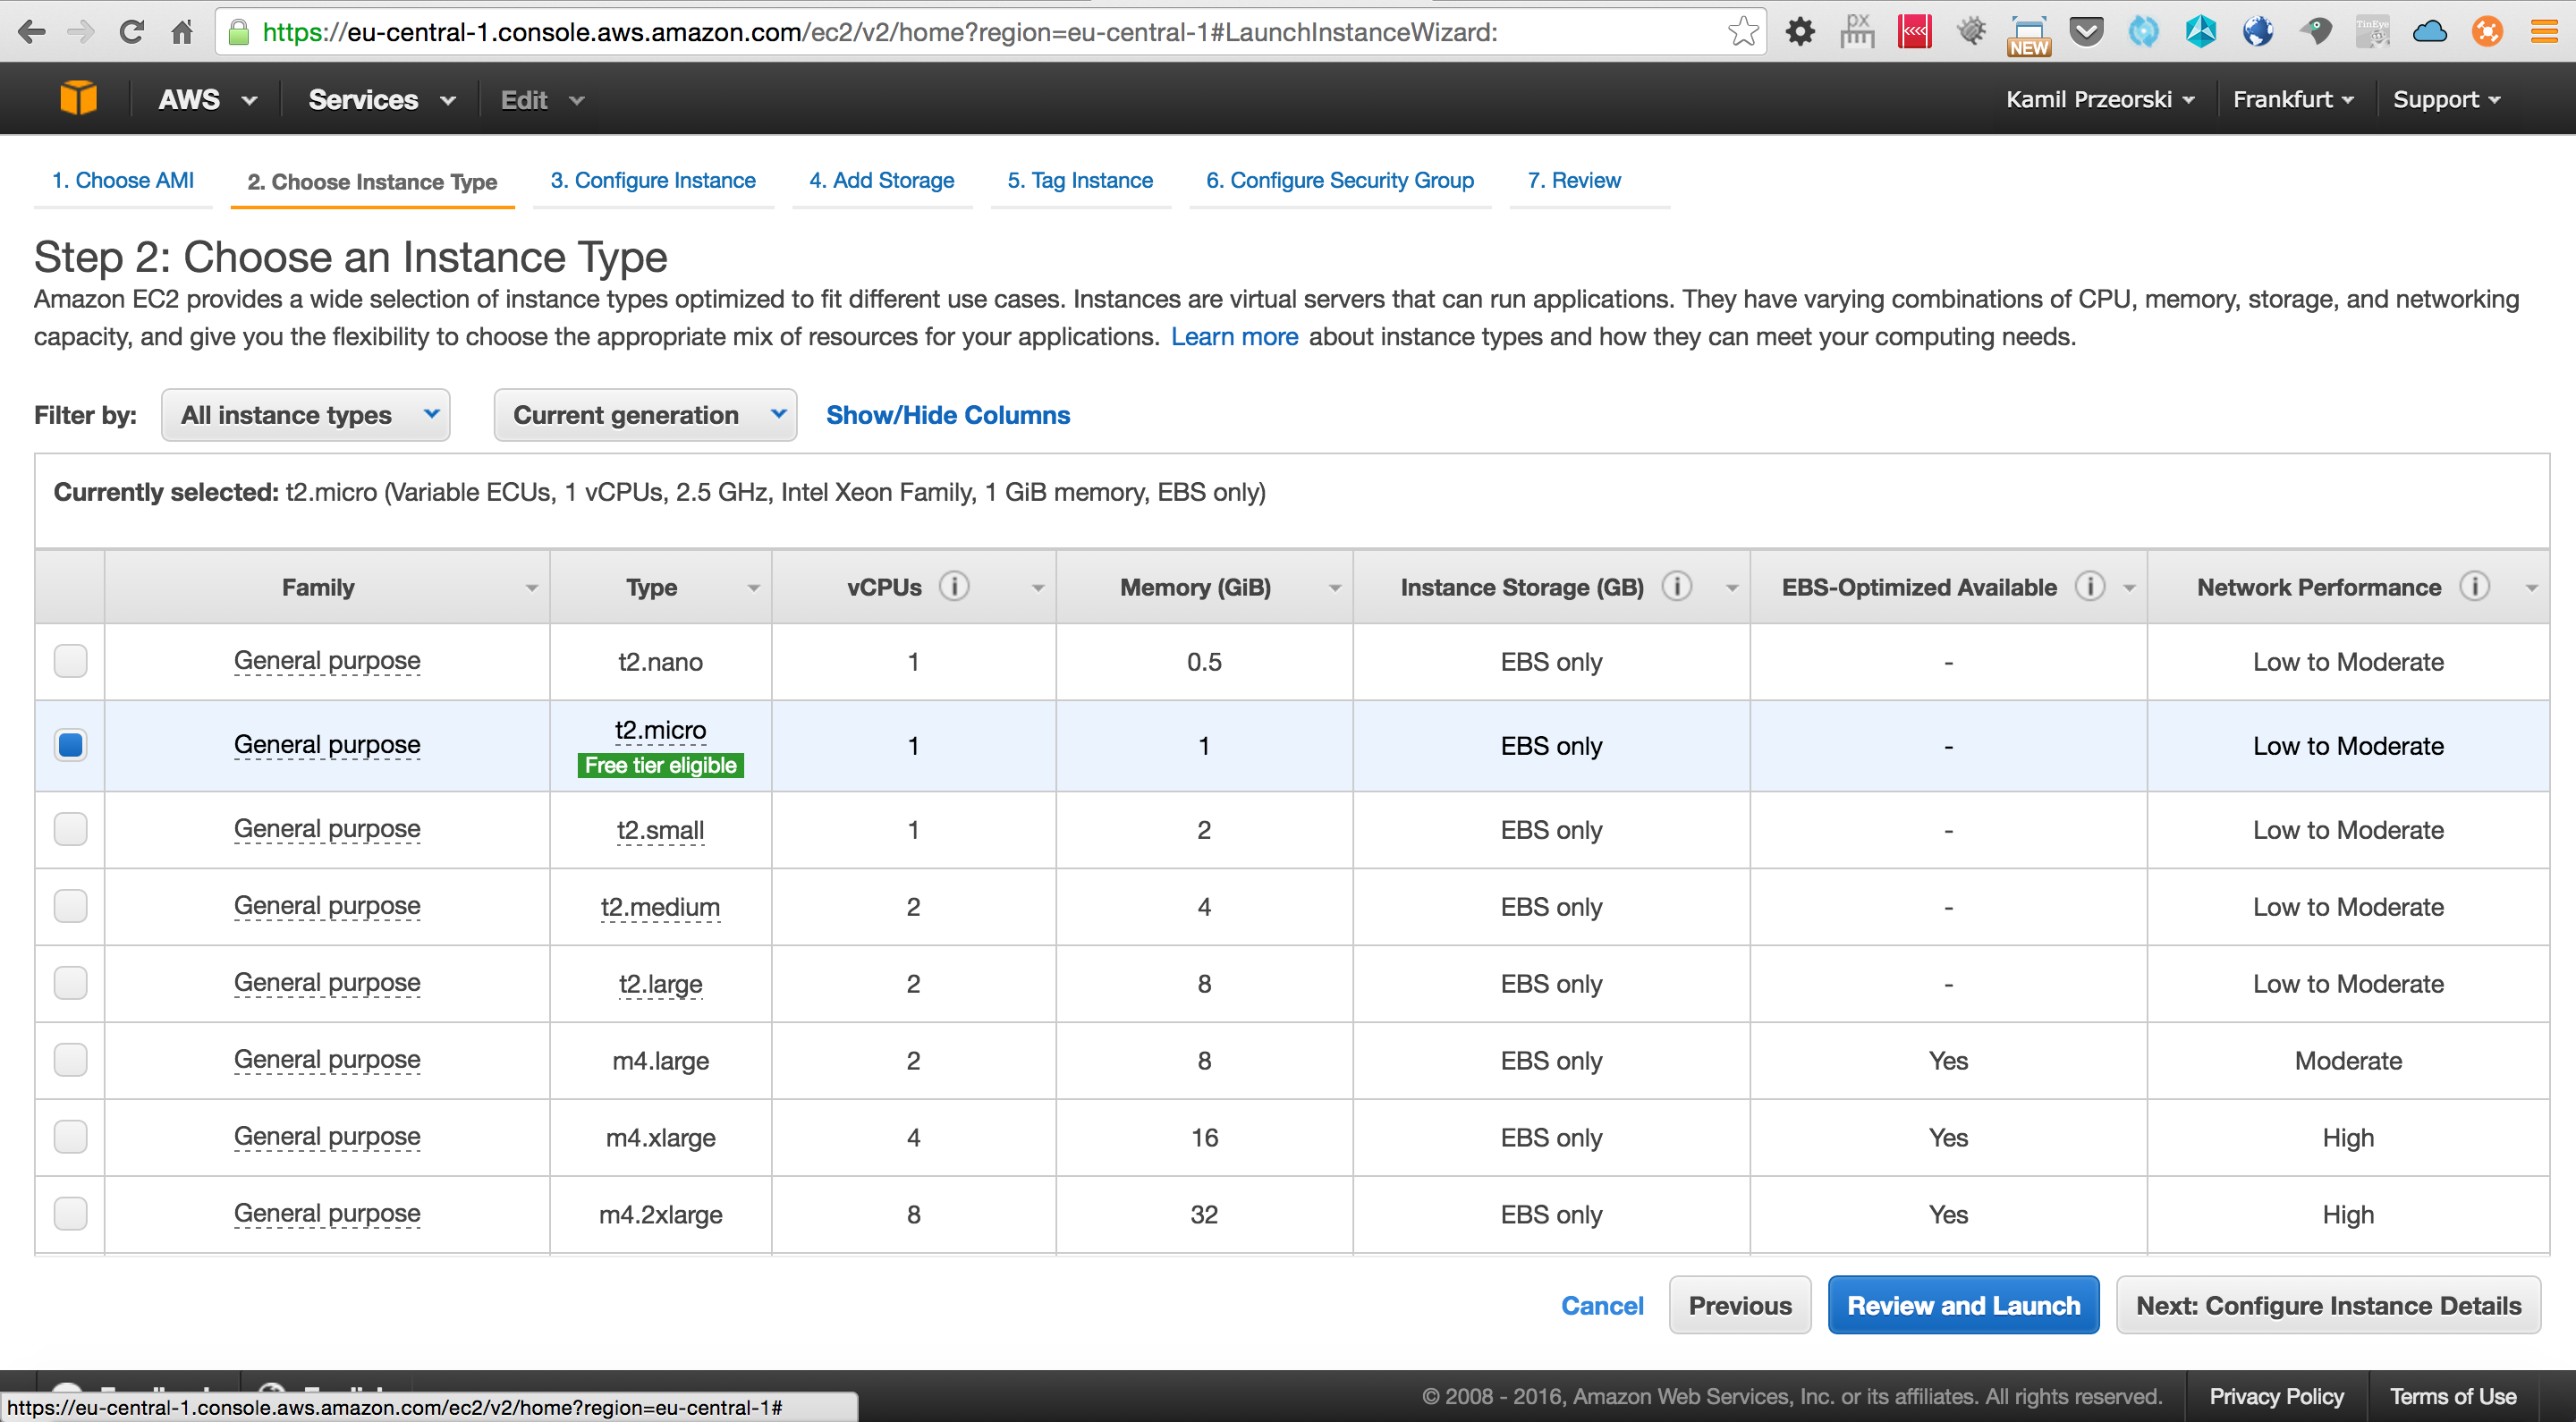 https://eu-central-1.console.aws.amazon.com/ec2/v2/home?region=eu-central-1#LaunchInstanceWizard:
px
NEW
TinEye
AWS Services Edit Kamil Przeorski Frankfurt Support
1. Choose AMI 2. Choose Instance Type 3. Configure Instance 4. Add Storage 5. Tag Instance 6. Configure Security Group 7. Review
Step 2: Choose an Instance Type
Amazon EC2 provides a wide selection of instance types optimized to fit different use cases. Instances are virtual servers that can run applications. They have varying combinations of CPU, memory, storage, and networking
capacity, and give you the flexibility to choose the appropriate mix of resources for your applications. Learn more about instance types and how they can meet your computing needs.
Filter by: All instance types Current generation Show/Hide Columns
Currently selected: t2.micro (Variable ECUs, 1 vCPUs, 2.5 GHz, Intel Xeon Family, 1 GiB memory, EBS only)
Family Type vCPUs i Memory (GiB) Instance Storage (GB) i EBS-Optimized Available i Network Performance i
General purpose t2.nano 1 0.5 EBS only - Low to Moderate
General purpose t2.micro 1 1 EBS only - Low to Moderate
Free tier eligible
General purpose t2.small 1 2 EBS only - Low to Moderate
General purpose t2.medium 2 4 EBS only - Low to Moderate
General purpose t2.large 2 8 EBS only - Low to Moderate
General purpose m4.large 2 8 EBS only Yes Moderate
General purpose m4.xlarge 4 16 EBS only Yes High
General purpose m4.2xlarge 8 32 EBS only Yes High
Cancel Previous Review and Launch Next: Configure Instance Details
© 2008 - 2016, Amazon Web Services, Inc. or its affiliates. All rights reserved. Privacy Policy Terms of Use
https://eu-central-1.console.aws.amazon.com/ec2/v2/home?region=eu-central-1#